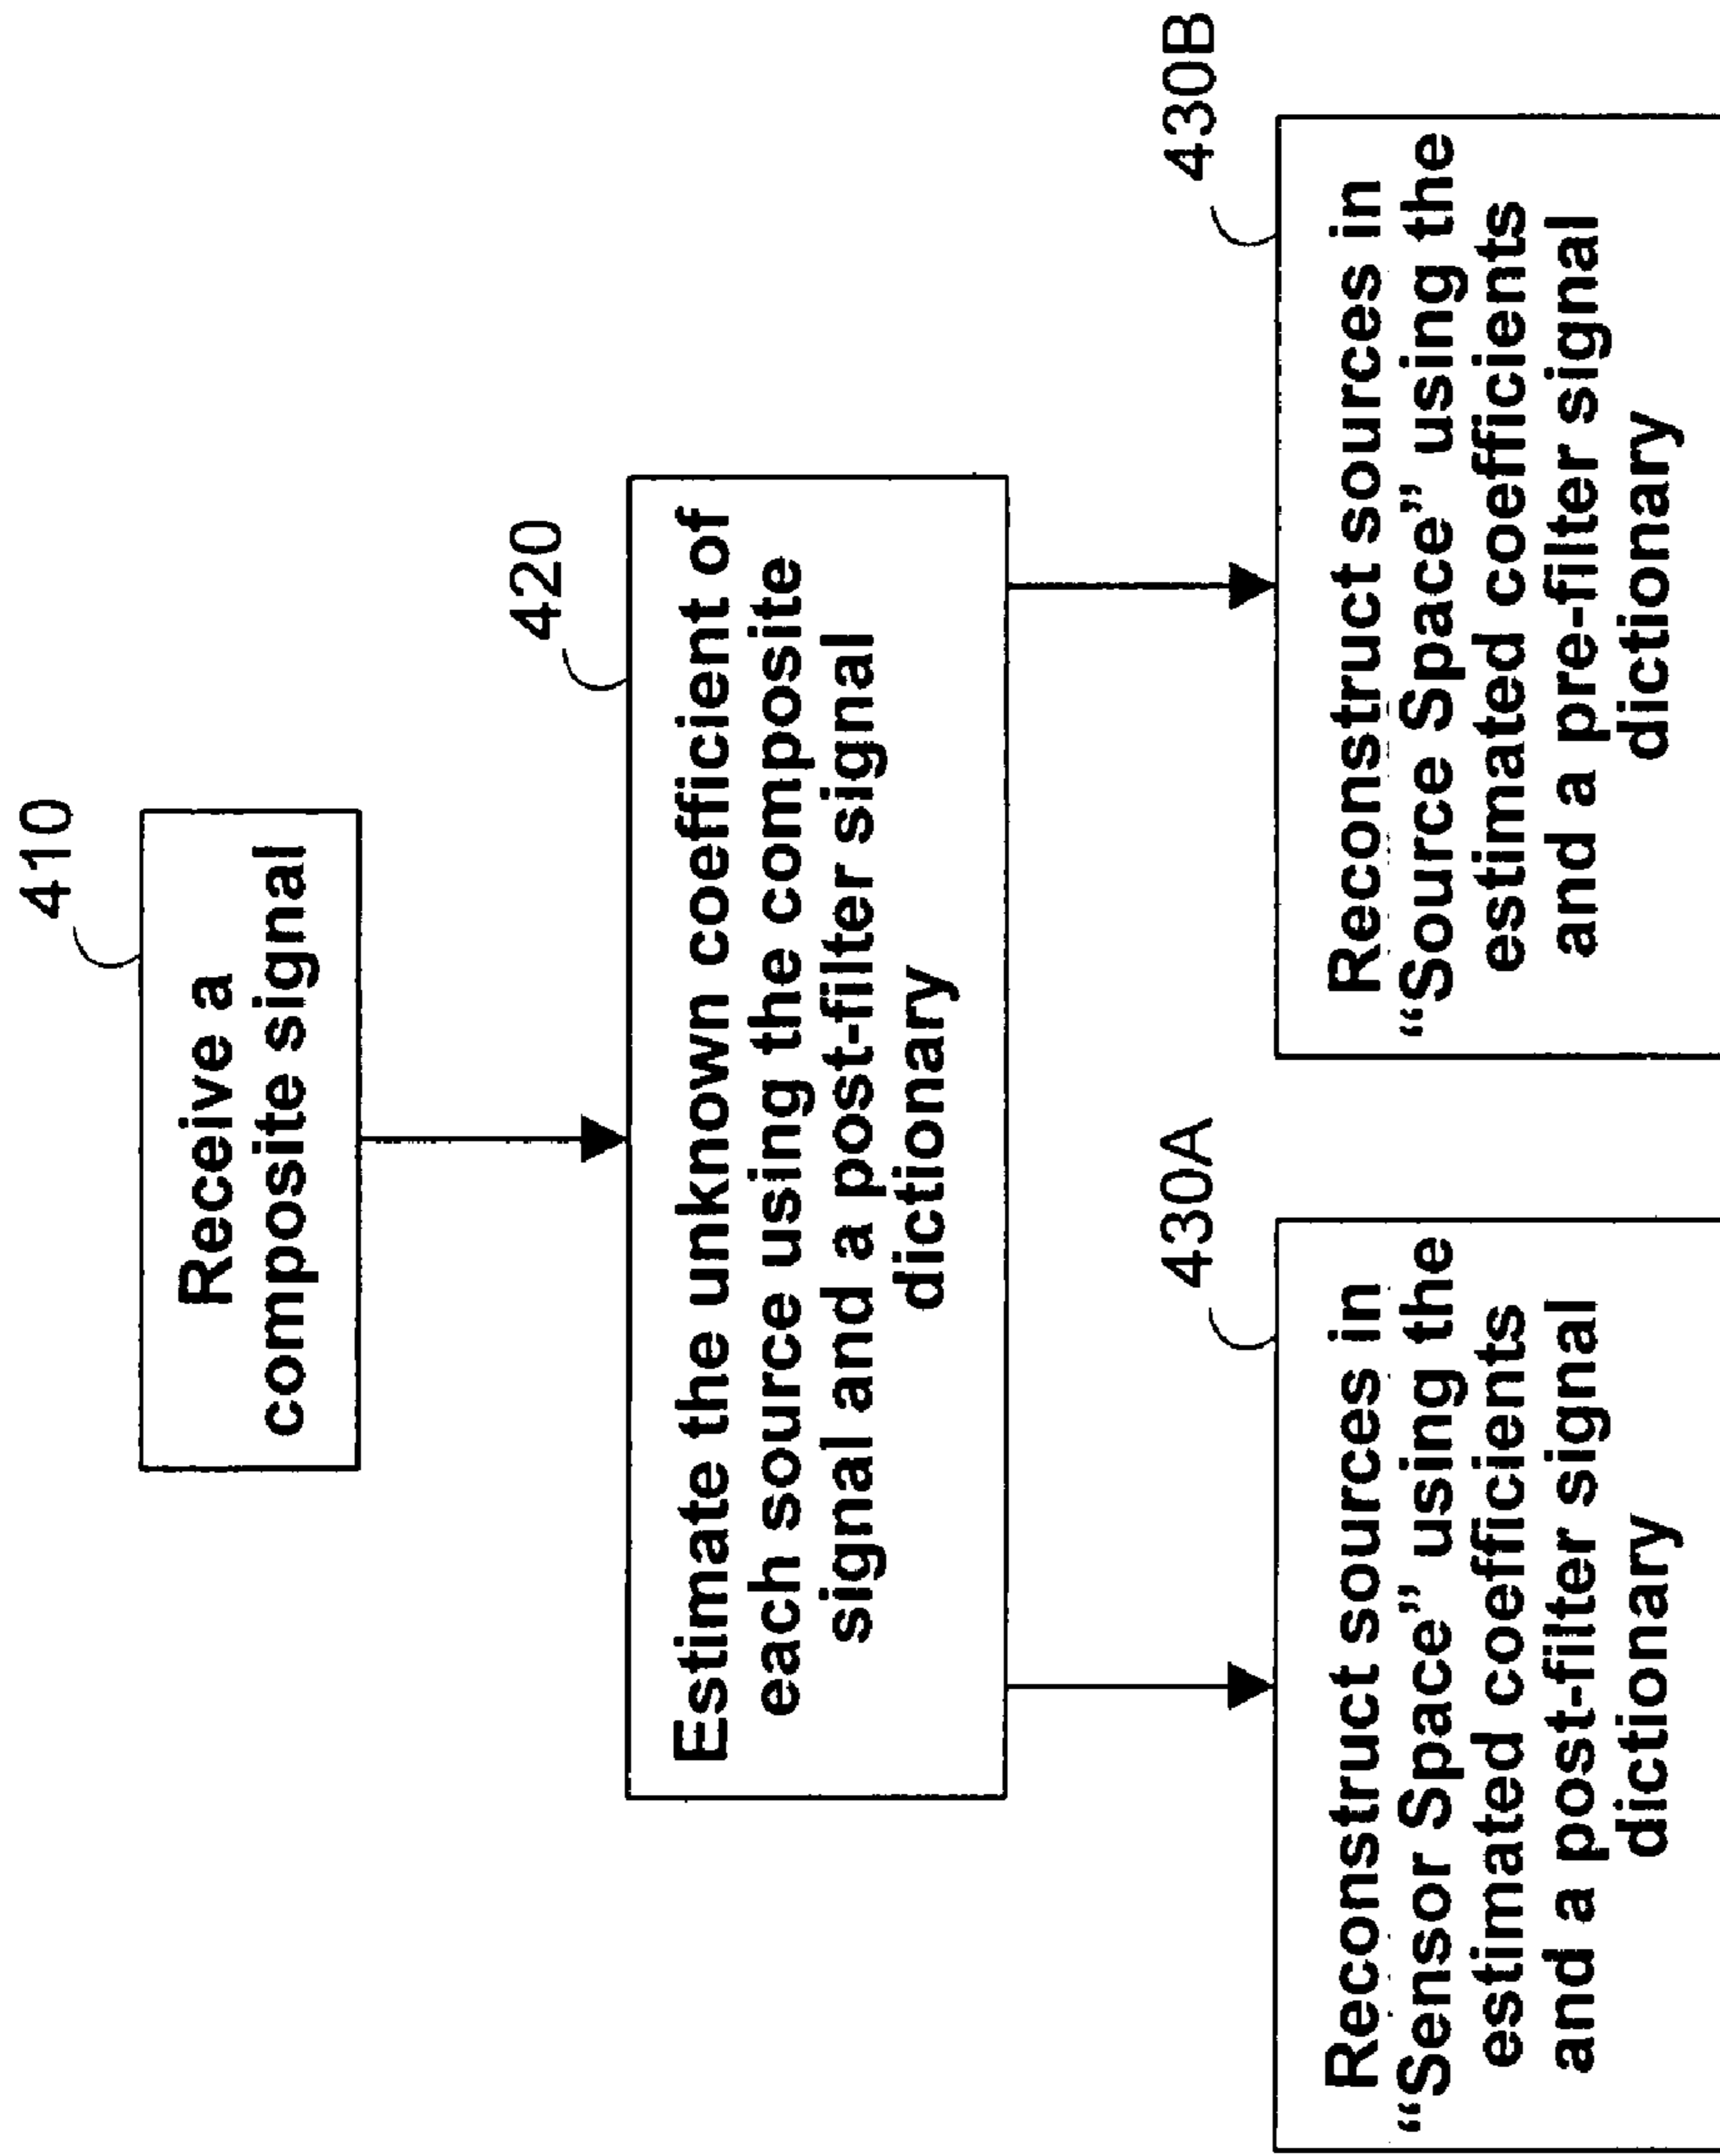 410
Receive a
composite signal
420
Estimate the unknown coefficient of
each source using the composite
signal and a post-filter signal
dictionary
430A
Reconstruct sources in
“Sensor Space” using the
estimated coefficients
and a post-filter signal
dictionary
430B
Reconstruct sources in
“Source Space” using the
estimated coefficients
and a pre-filter signal
dictionary